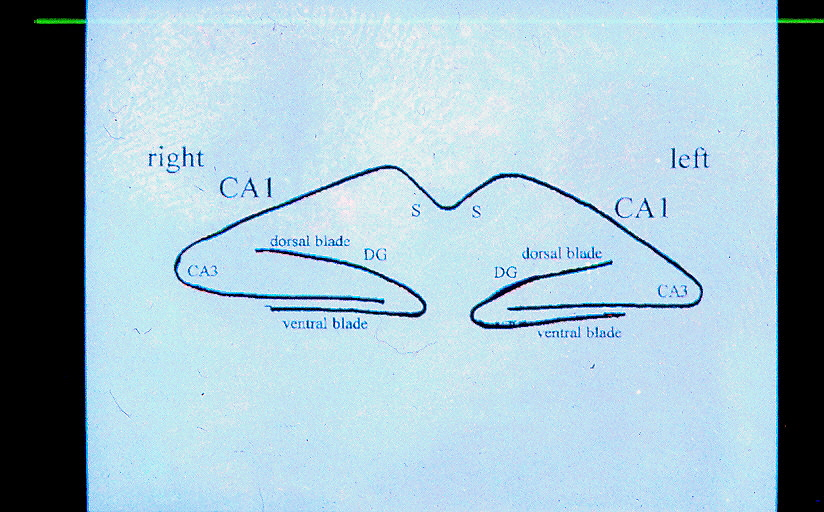 right
left
CA1
CA1
S
S
dorsal blade
DG
dorsal blade
DG
CA3
CA3
ventral blade
ventral blade